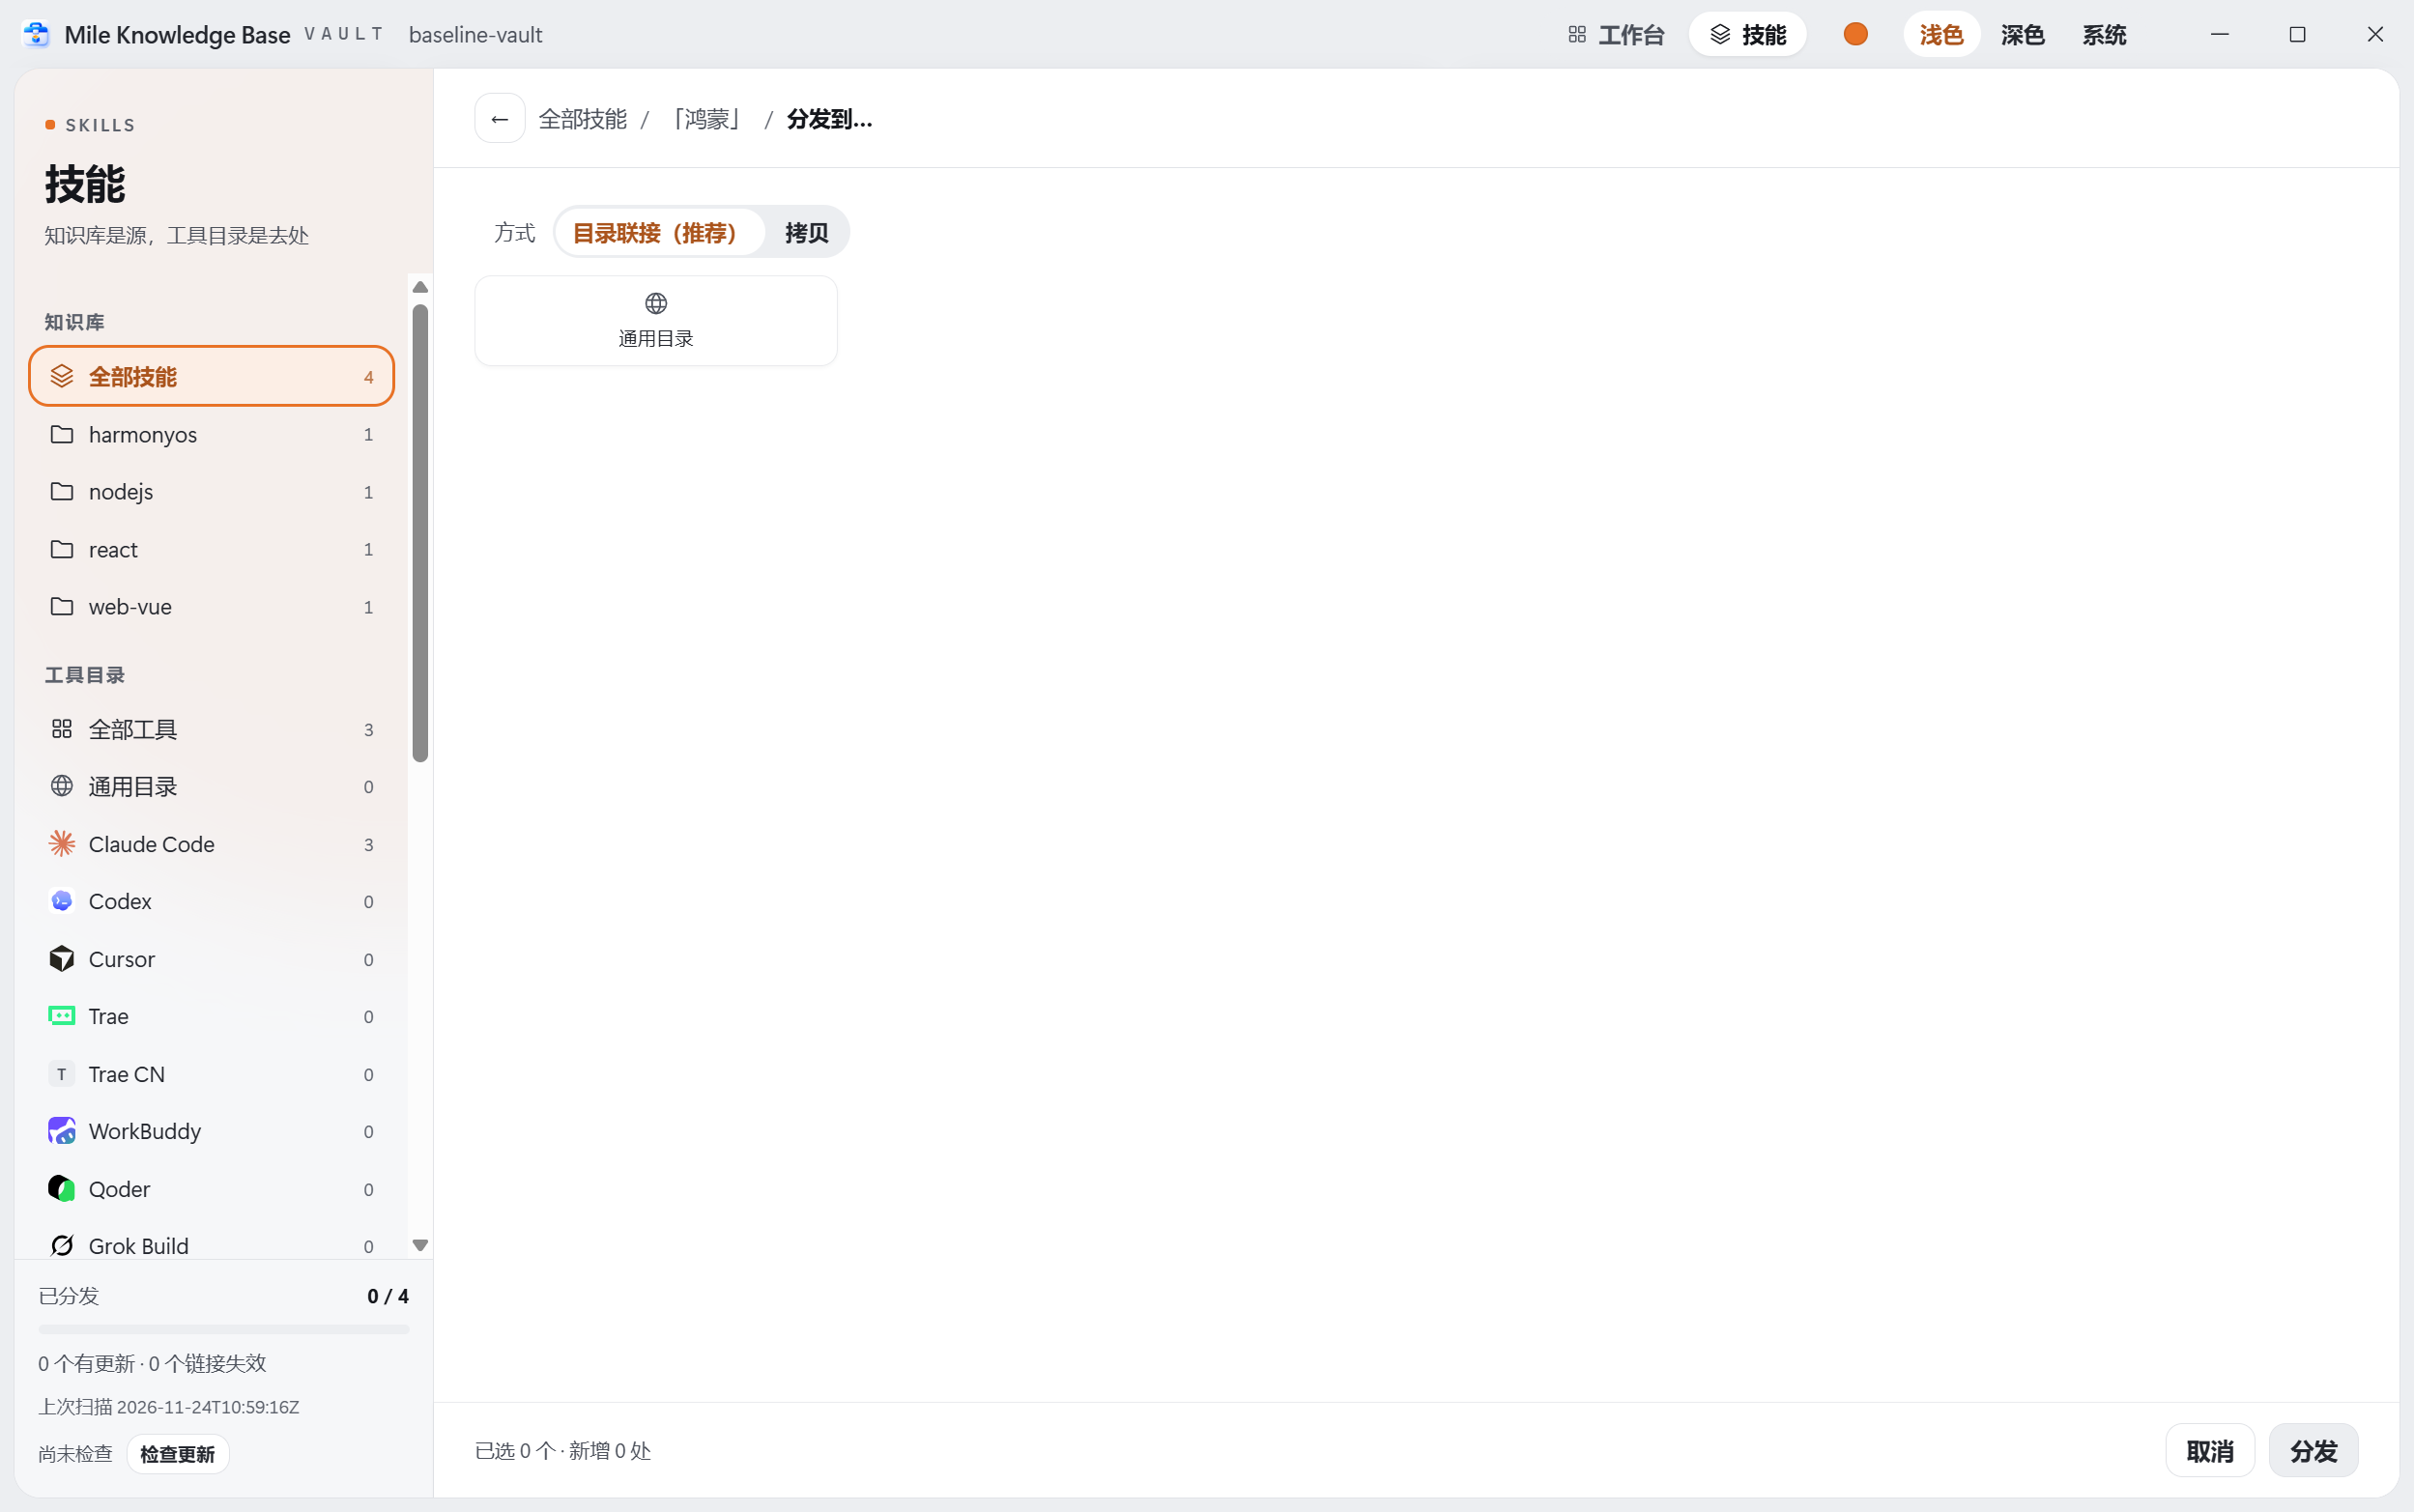 Mile Knowledge Base VAULT baseline-vault
工作台 技能 浅色 深色 系统
SKILLS
技能
知识库是源，工具目录是去处
知识库
全部技能 4
harmonyos 1
nodejs 1
react 1
web-vue 1
工具目录
全部工具 3
通用目录 0
Claude Code 3
Codex 0
Cursor 0
Trae 0
T Trae CN 0
WorkBuddy 0
Qoder 0
Grok Build 0
已分发 0 / 4
0 个有更新 · 0 个链接失效
上次扫描 2026-11-24T10:59:16Z
尚未检查 检查更新
← 全部技能 / 「鸿蒙」 / 分发到...
方式 目录联接（推荐） 拷贝
通用目录
已选 0 个 · 新增 0 处
取消 分发